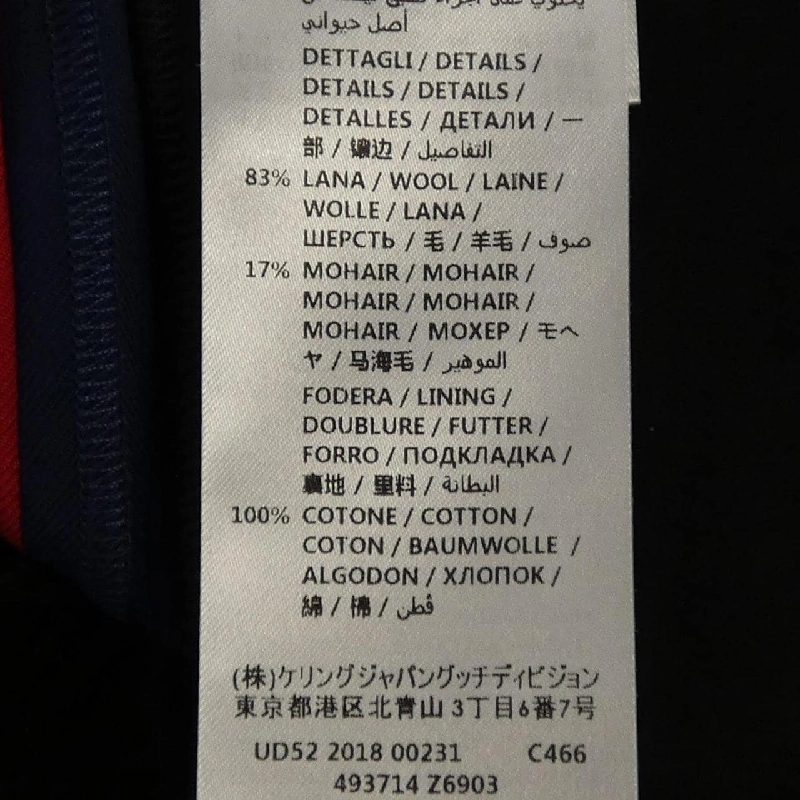 أصل حيواني
DETTAGLI / DETAILS /
DETAILS / DETAILS /
DETALLES / ДЕТАЛИ / 一
部 / 镶边 / التفاصيل
83% LANA / WOOL / LAINE /
WOLLE / LANA /
ШЕРСТЬ / 毛 / 羊毛 / صوف
17% MOHAIR / MOHAIR /
MOHAIR / MOHAIR /
MOHAIR / МОХЕР / モヘ
ヤ / 马海毛 / الموهير
FODERA / LINING /
DOUBLURE / FUTTER /
FORRO / ПОДКЛАДКА /
裏地 / 里料 / البطانة
100% COTONE / COTTON /
COTON / BAUMWOLLE /
ALGODON / ХЛОПОК /
綿 / 棉 / قطن
(株)ケリングジャパングッチディビジョン
東京都港区北青山 3丁目6番7号
UD52 2018 00231 C466
493714 Z6903